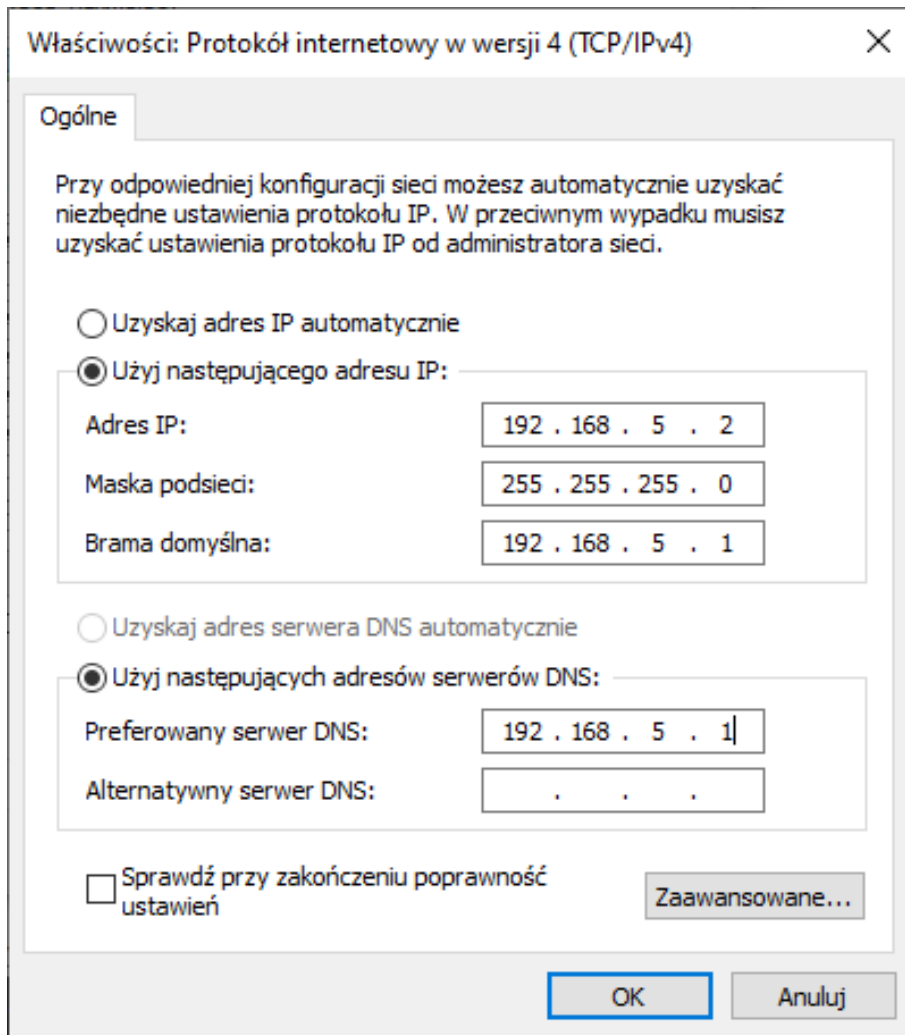 Właściwości: Protokół internetowy w wersji 4 (TCP/IPv4)
Ogólne
Przy odpowiedniej konfiguracji sieci możesz automatycznie uzyskać
niezbędne ustawienia protokołu IP. W przeciwnym wypadku musisz
uzyskać ustawienia protokołu IP od administratora sieci.
Uzyskaj adres IP automatycznie
Użyj następującego adresu IP:
Adres IP: 192 . 168 . 5 . 2
Maska podsieci: 255 . 255 . 255 . 0
Brama domyślna: 192 . 168 . 5 . 1
Uzyskaj adres serwera DNS automatycznie
Użyj następujących adresów serwerów DNS:
Preferowany serwer DNS: 192 . 168 . 5 . 1
Alternatywny serwer DNS: . . .
Sprawdź przy zakończeniu poprawność
ustawień
Zaawansowane...
OK Anuluj